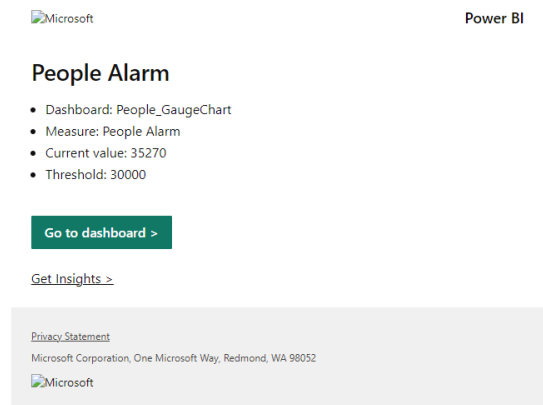 Microsoft
Power BI
People Alarm
Dashboard: People_GaugeChart
Measure: People Alarm
Current value: 35270
Threshold: 30000
Go to dashboard >
Get Insights >
Privacy Statement
Microsoft Corporation, One Microsoft Way, Redmond, WA 98052
Microsoft